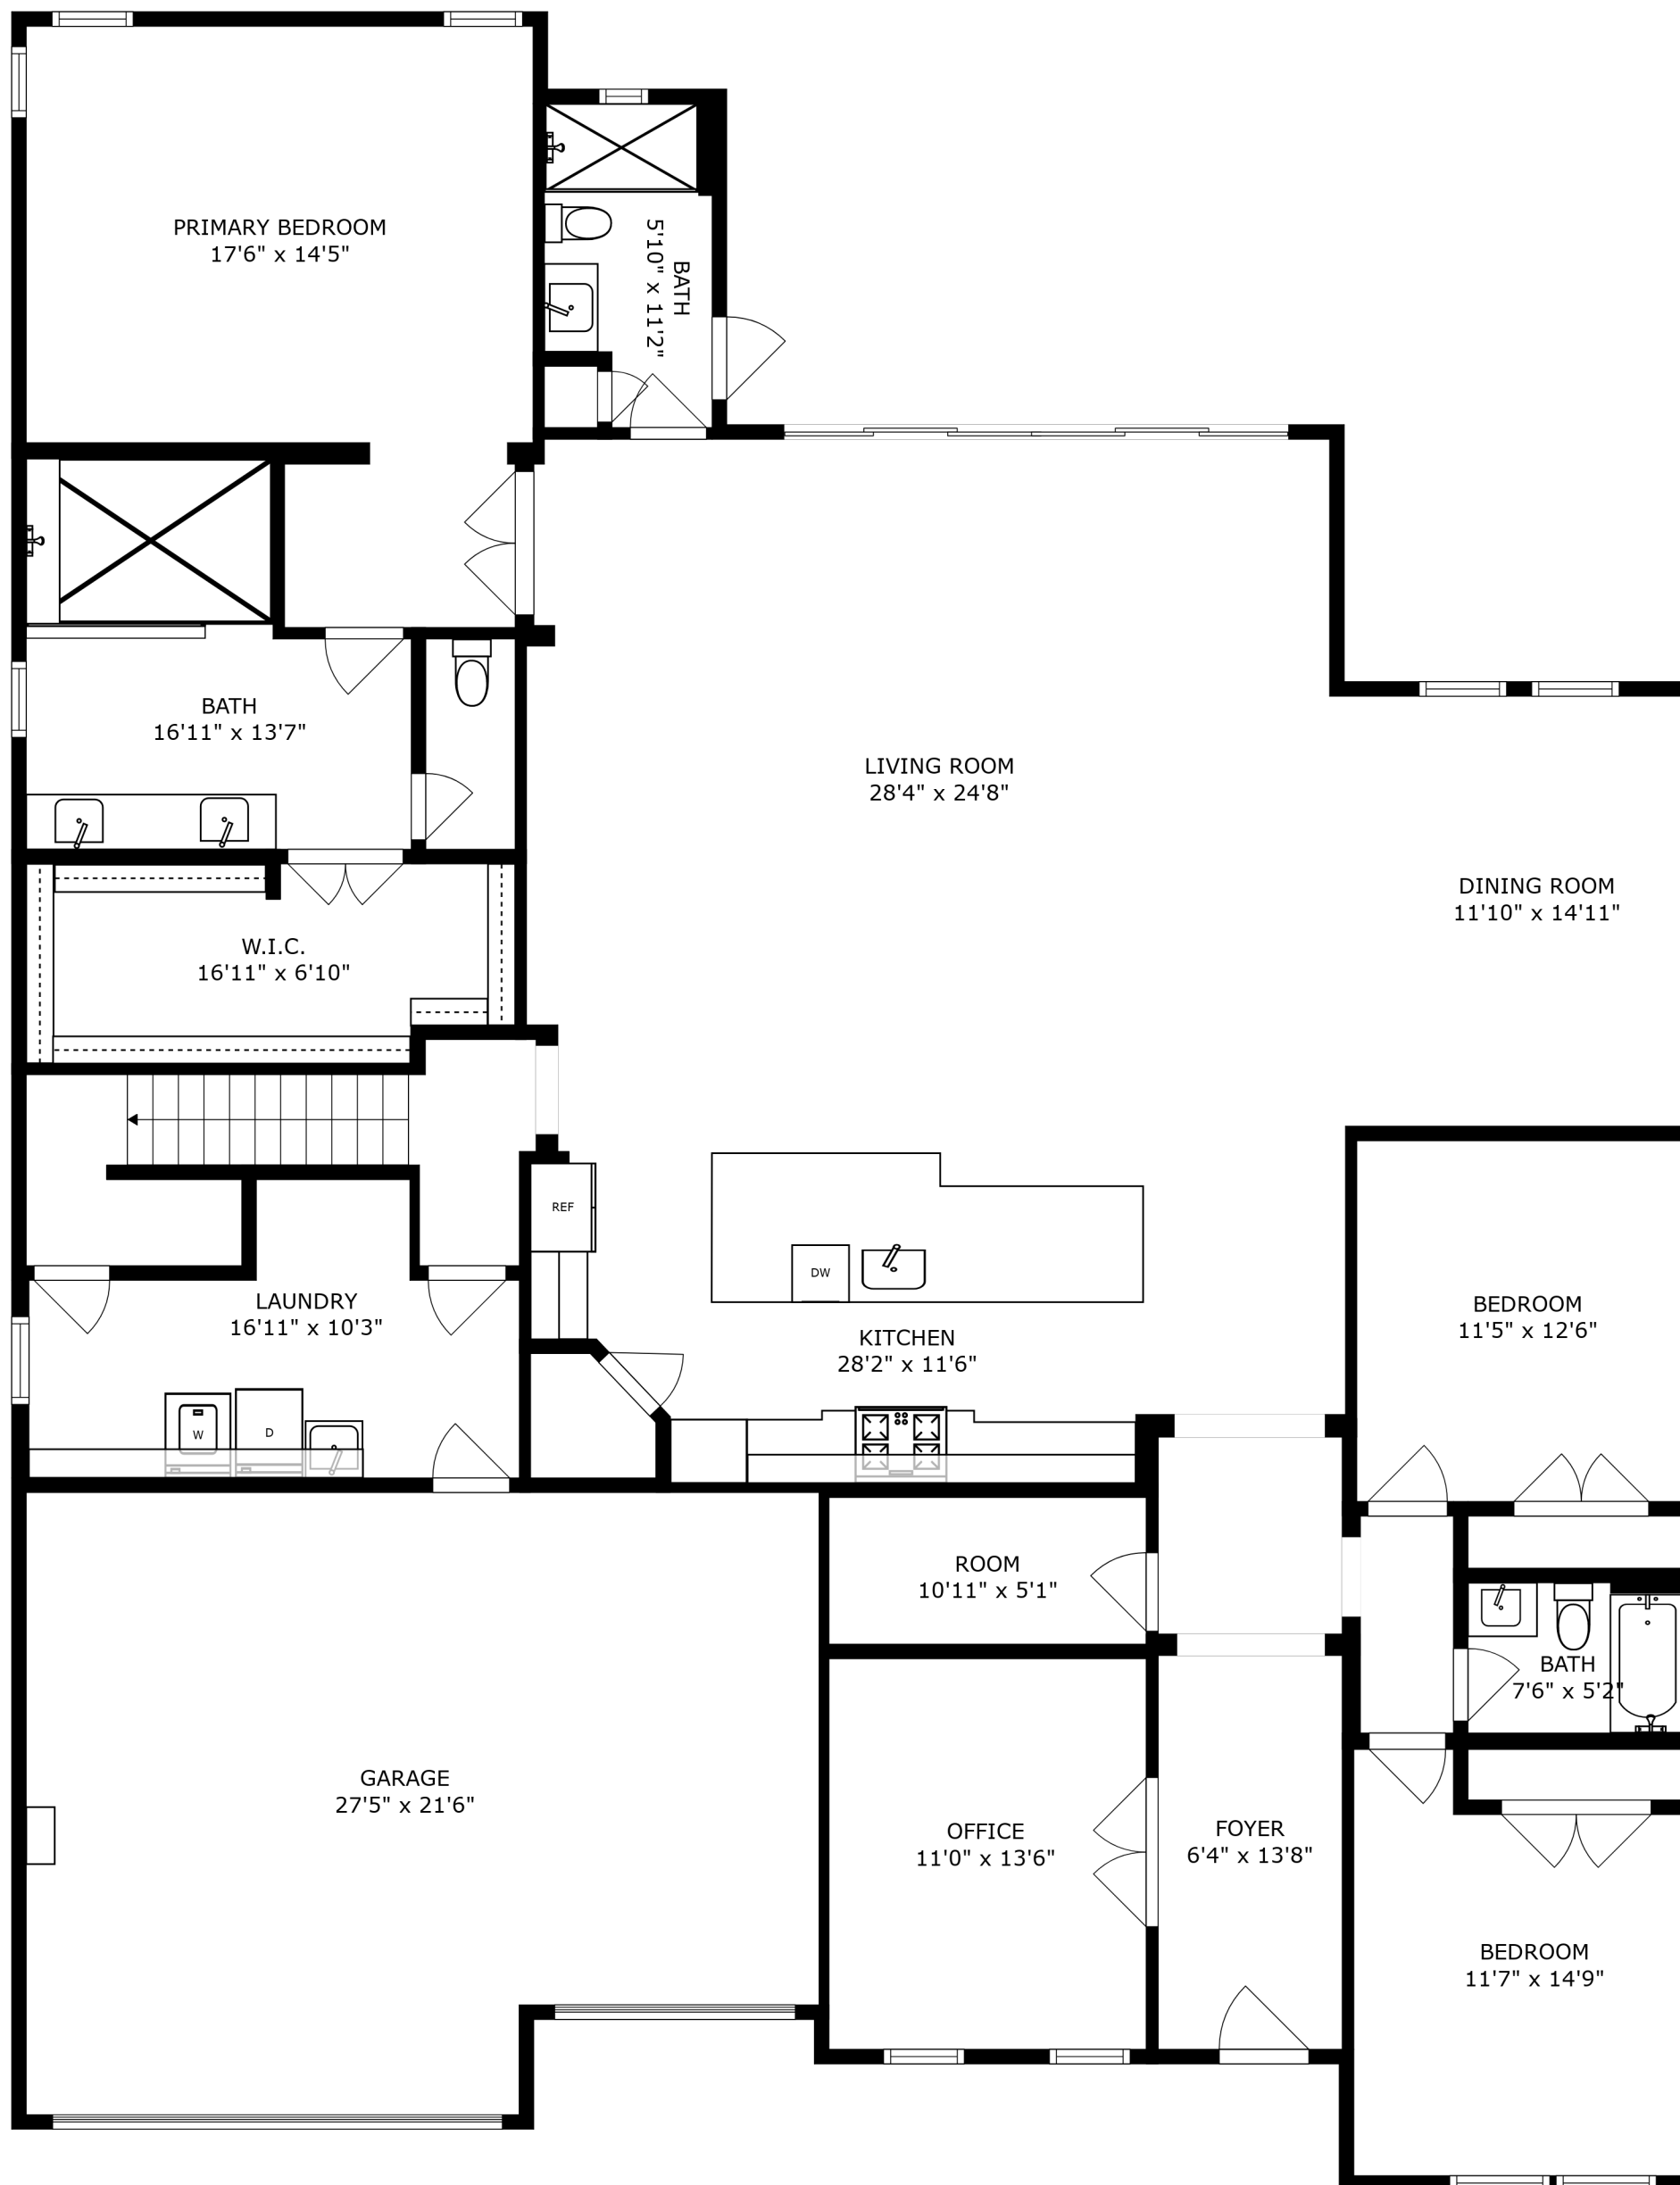 PRIMARY BEDROOM
17'6" x 14'5"
BATH
5'10" x 11'2"
BATH
16'11" x 13'7"
LIVING ROOM
28'4" x 24'8"
DINING ROOM
11'10" x 14'11"
W.I.C.
16'11" x 6'10"
REF
DW
LAUNDRY
16'11" x 10'3"
KITCHEN
28'2" x 11'6"
BEDROOM
11'5" x 12'6"
W
D
ROOM
10'11" x 5'1"
BATH
7'6" x 5'2"
GARAGE
27'5" x 21'6"
OFFICE
11'0" x 13'6"
FOYER
6'4" x 13'8"
BEDROOM
11'7" x 14'9"